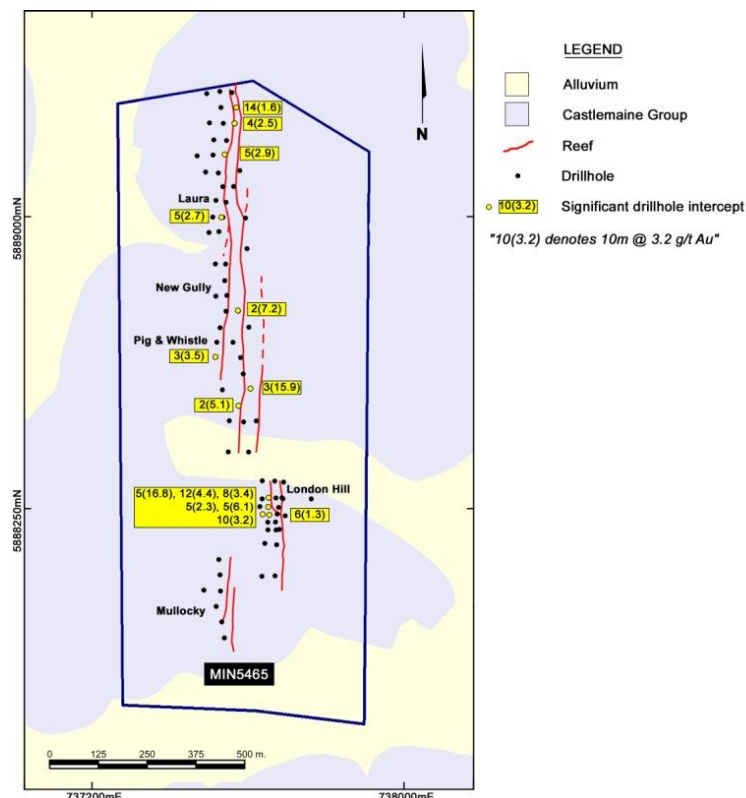 LEGEND
Alluvium
Castlemaine Group
Reef
Drillhole
10(3.2) Significant drillhole intercept
"10(3.2) denotes 10m @ 3.2 g/t Au"
N
14(1.6)
4(2.5)
5(2.9)
Laura
5(2.7)
5889000mN
New Gully
2(7.2)
Pig & Whistle
3(3.5)
3(15.9)
2(5.1)
London Hill
5(16.8), 12(4.4), 8(3.4)
5(2.3), 5(6.1)
10(3.2)
6(1.3)
5888250mN
Mullocky
MIN5465
0 125 250 375 500 m.
737200mE 738000mE